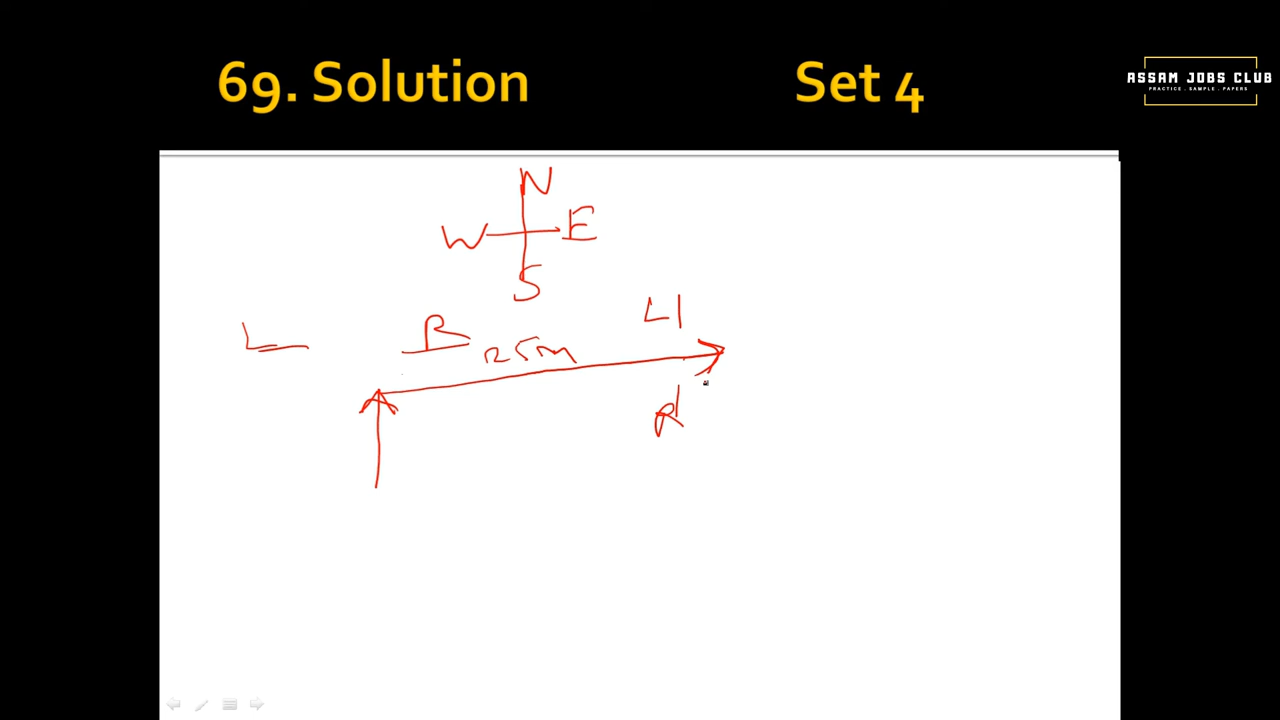 69. Solution Set 4
ASSAM JOBS CLUB
PRACTICE . SAMPLE . PAPERS
N
W E
S
L R L
25m
R